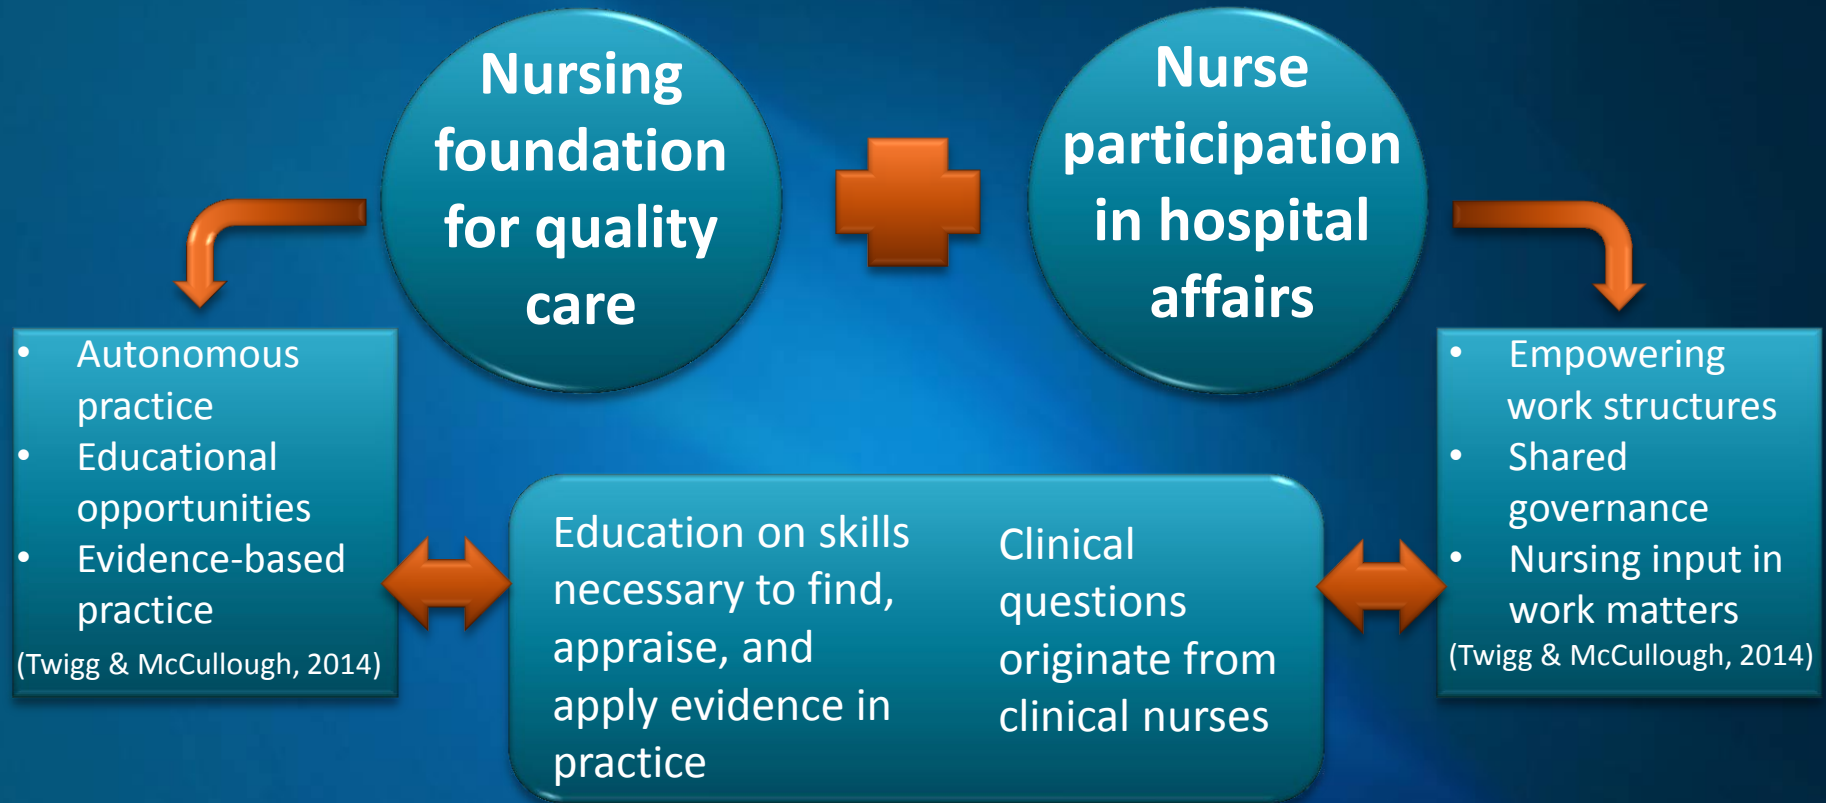 Nursing
foundation
for quality
care
Nurse
participation
in hospital
affairs
• Autonomous
practice
• Educational
opportunities
• Evidence-based
practice
(Twigg & McCullough, 2014)
Education on skills
necessary to find,
appraise, and
apply evidence in
practice
Clinical
questions
originate from
clinical nurses
• Empowering
work structures
• Shared
governance
• Nursing input in
work matters
(Twigg & McCullough, 2014)